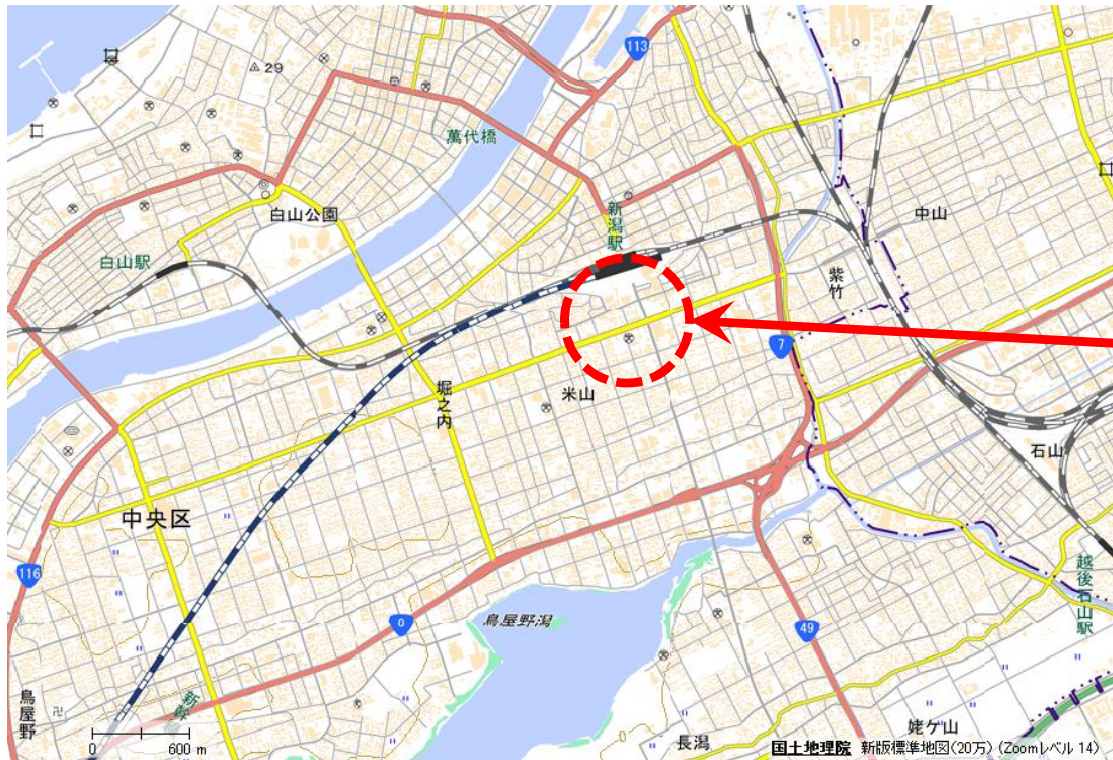 113
29
萬代橋
白山公園
新潟駅
中山
白山駅
紫竹
7
堀之内
米山
石山
中央区
116
越後石山駅
鳥屋野潟
0
49
新幹
鳥屋野
0 600 m
長潟
姥ケ山
国土地理院 新版標準地図(20万) (Zoomレベル 14)